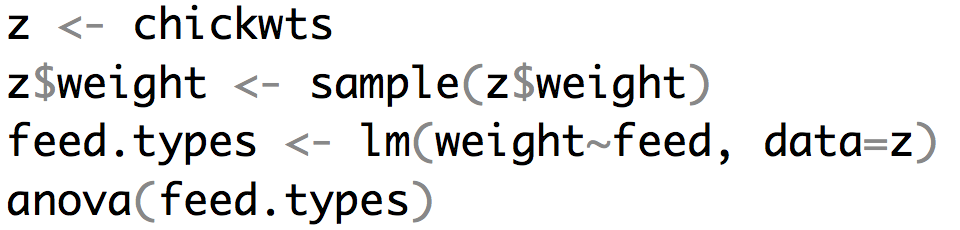 z <- chickwts
z$weight <- sample(z$weight)
feed.types <- lm(weight~feed, data=z)
anova(feed.types)